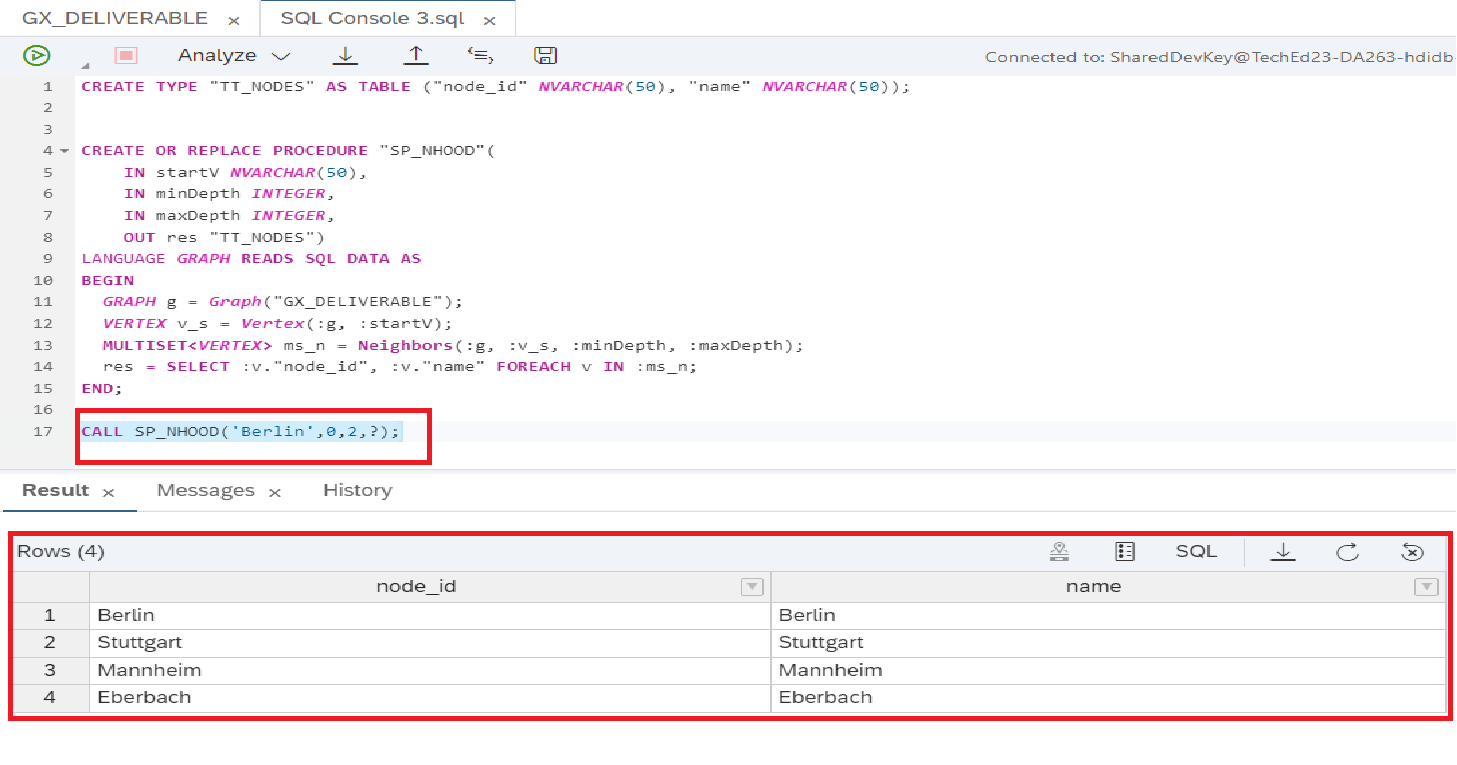 GX_DELIVERABLE × SQL Console 3.sql ×
Analyze Connected to: SharedDevKey@TechEd23-DA263-hdidb
1 CREATE TYPE "TT_NODES" AS TABLE ("node_id" NVARCHAR(50), "name" NVARCHAR(50));
2
3
4 CREATE OR REPLACE PROCEDURE "SP_NHOOD"(
5 IN startV NVARCHAR(50),
6 IN minDepth INTEGER,
7 IN maxDepth INTEGER,
8 OUT res "TT_NODES")
9 LANGUAGE GRAPH READS SQL DATA AS
10 BEGIN
11 GRAPH g = Graph("GX_DELIVERABLE");
12 VERTEX v_s = Vertex(:g, :startV);
13 MULTISET<VERTEX> ms_n = Neighbors(:g, :v_s, :minDepth, :maxDepth);
14 res = SELECT :v."node_id", :v."name" FOREACH v IN :ms_n;
15 END;
16
17 CALL SP_NHOOD('Berlin',0,2,?);
Result × Messages × History
Rows (4) SQL
node_id name
1 Berlin Berlin
2 Stuttgart Stuttgart
3 Mannheim Mannheim
4 Eberbach Eberbach